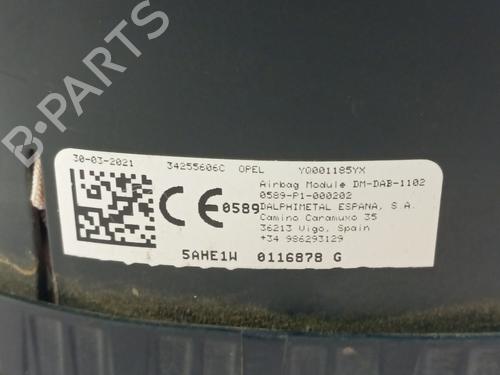 B-PARTS
30-03-2021 34255606C OPEL YQ001185YX
Airbag Module DM-DAB-1102
0589-P1-000202
CE 0589 DALPHIMETAL ESPANA, S.A.
Camino Caramuxo 35
36213 Vigo, Spain
+34 986293129
5AHE1W 0116878 G